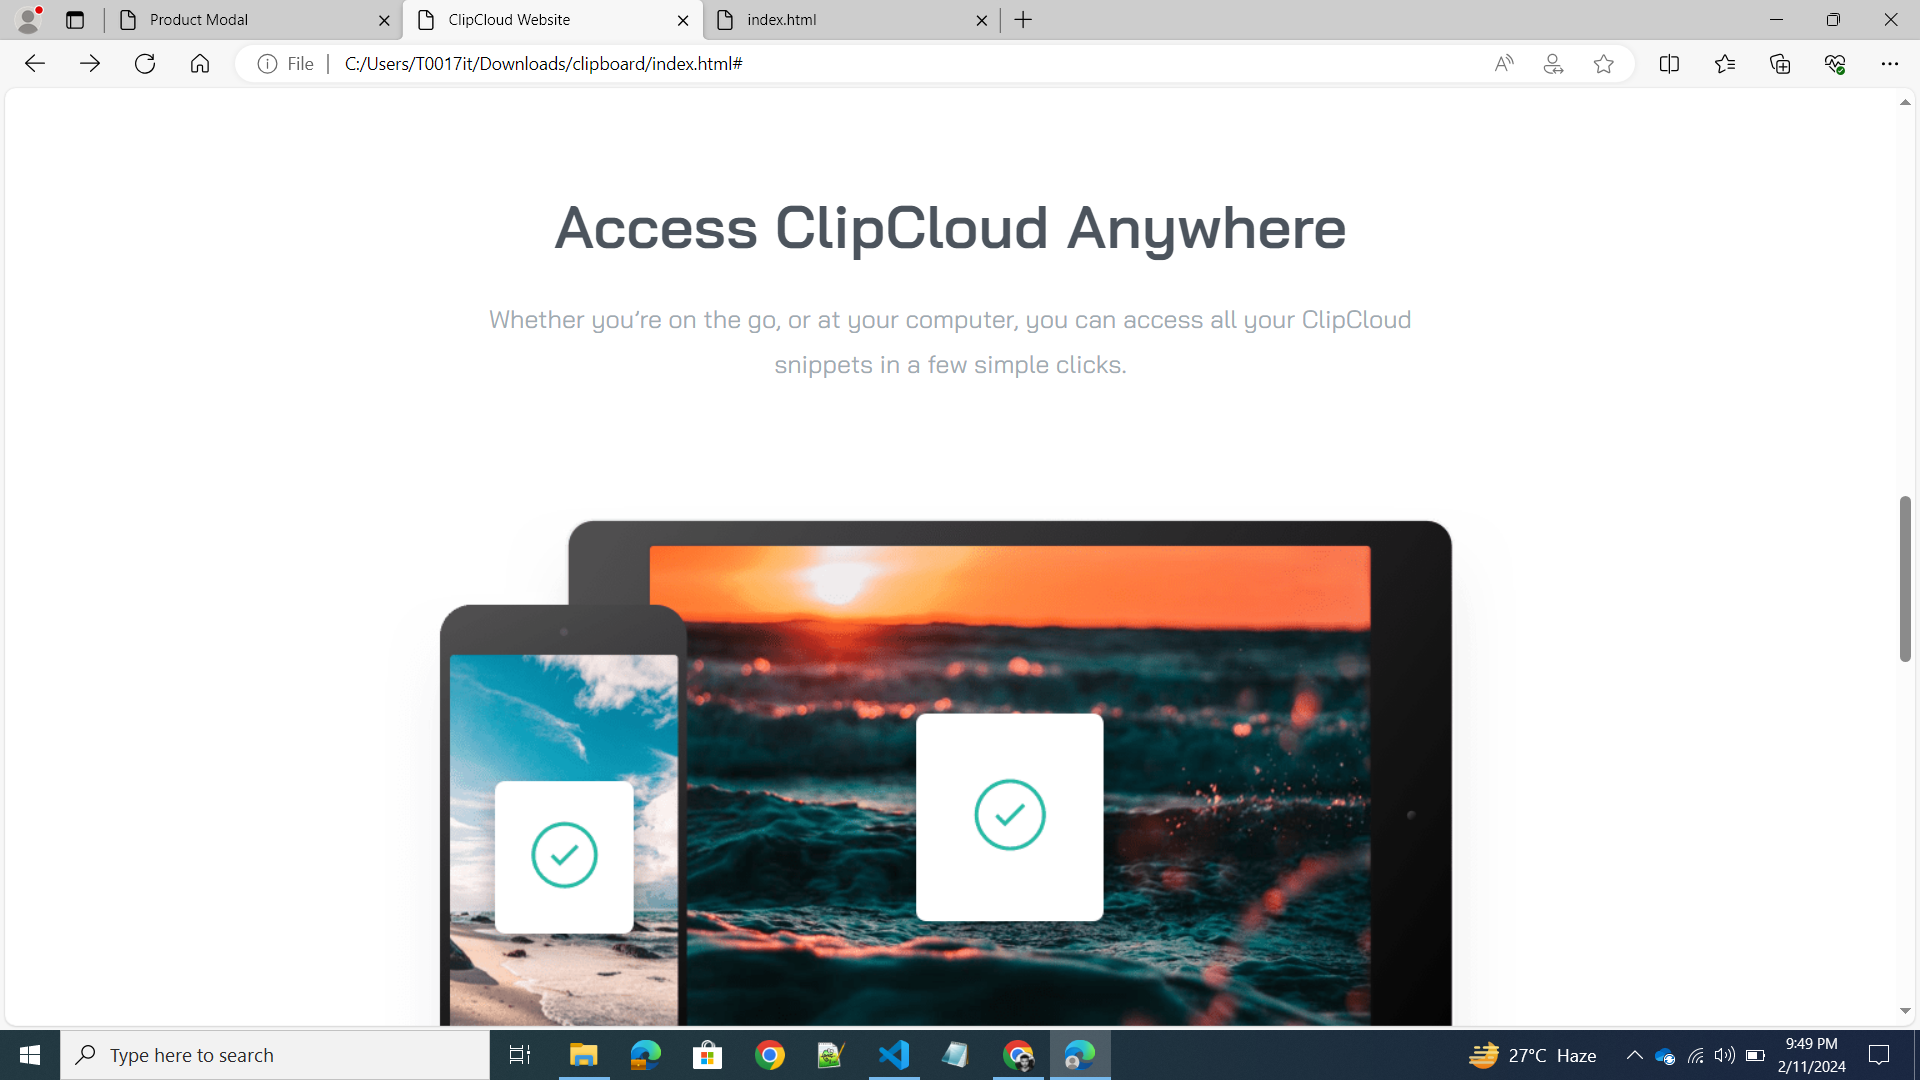 Product Modal
ClipCloud Website
index.html
File
C:/Users/T0017it/Downloads/clipboard/index.html#
Access ClipCloud Anywhere
Whether you’re on the go, or at your computer, you can access all your ClipCloud
snippets in a few simple clicks.
Type here to search
27°C Haze
9:49 PM
2/11/2024